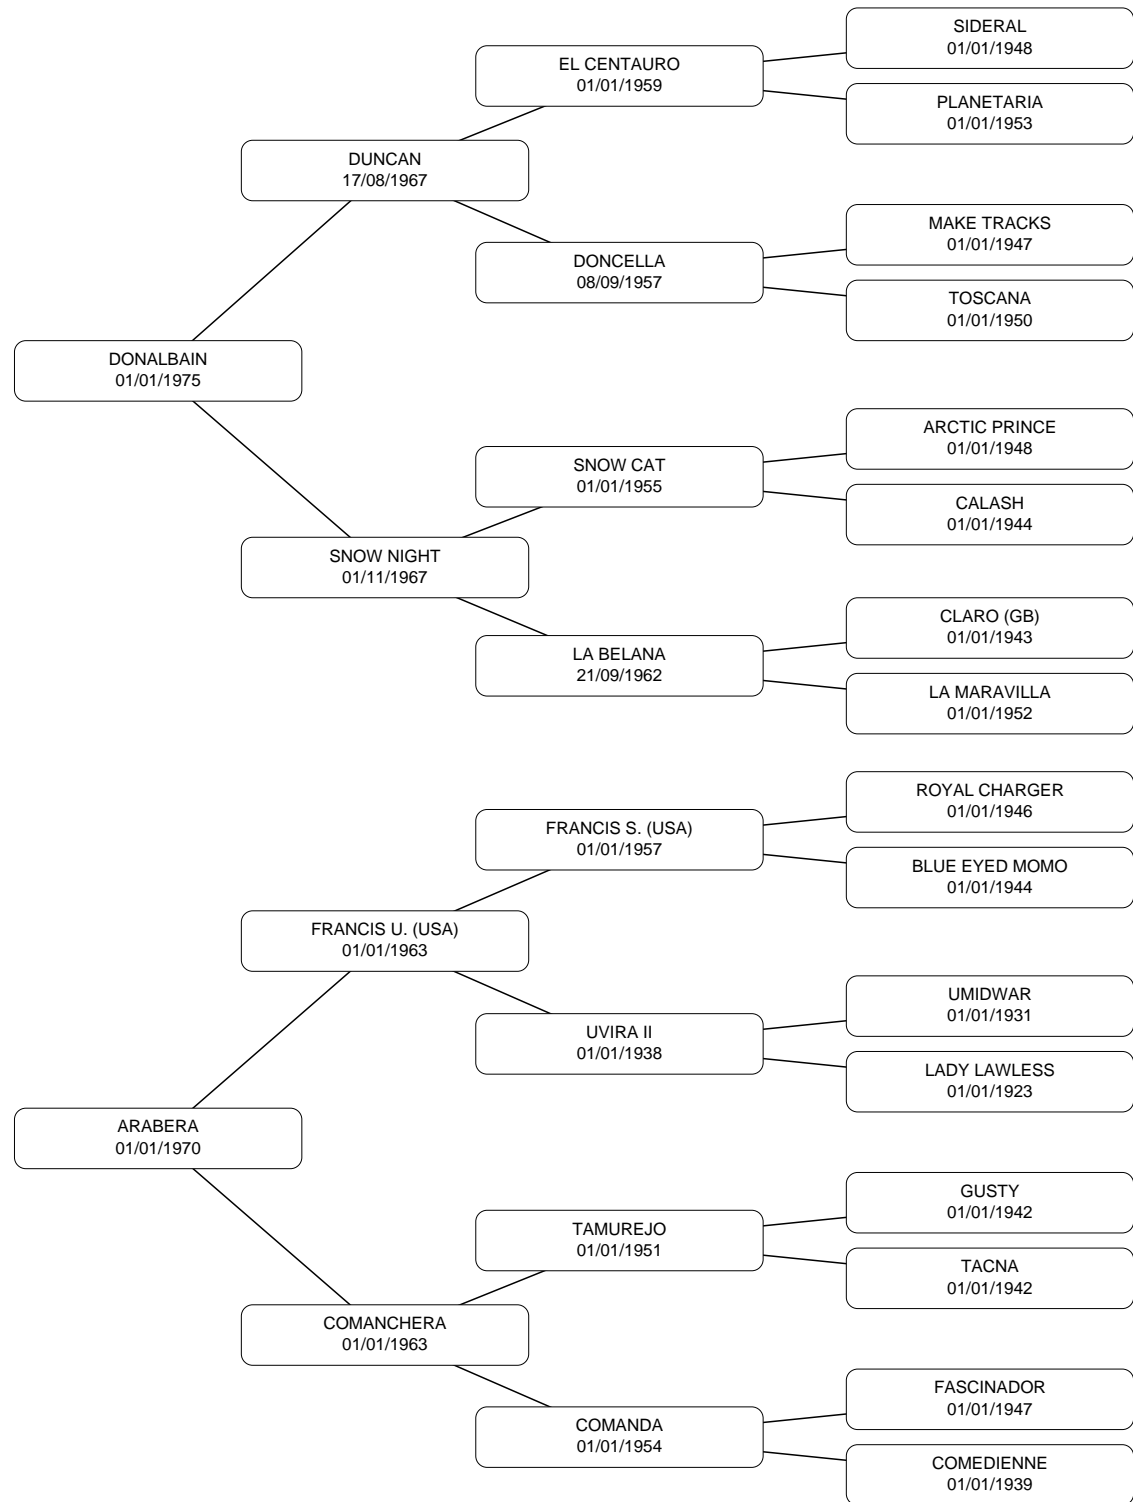 SIDERAL
01/01/1948
EL CENTAURO
01/01/1959
PLANETARIA
01/01/1953
DUNCAN
17/08/1967
MAKE TRACKS
01/01/1947
DONCELLA
08/09/1957
TOSCANA
01/01/1950
DONALBAIN
01/01/1975
ARCTIC PRINCE
01/01/1948
SNOW CAT
01/01/1955
CALASH
01/01/1944
SNOW NIGHT
01/11/1967
CLARO (GB)
01/01/1943
LA BELANA
21/09/1962
LA MARAVILLA
01/01/1952
ROYAL CHARGER
01/01/1946
FRANCIS S. (USA)
01/01/1957
BLUE EYED MOMO
01/01/1944
FRANCIS U. (USA)
01/01/1963
UMIDWAR
01/01/1931
UVIRA II
01/01/1938
LADY LAWLESS
01/01/1923
ARABERA
01/01/1970
GUSTY
01/01/1942
TAMUREJO
01/01/1951
TACNA
01/01/1942
COMANCHERA
01/01/1963
FASCINADOR
01/01/1947
COMANDA
01/01/1954
COMEDIENNE
01/01/1939